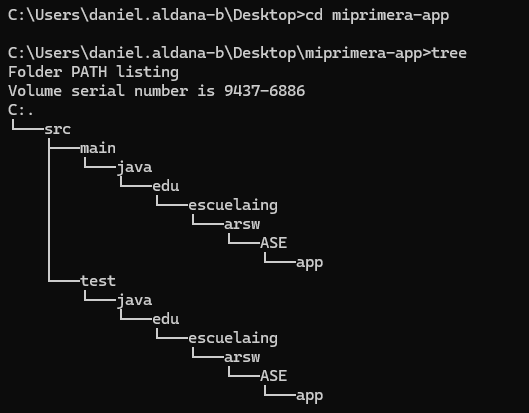 C:\Users\daniel.aldana-b\Desktop>cd miprimera-app
C:\Users\daniel.aldana-b\Desktop\miprimera-app>tree
Folder PATH listing
Volume serial number is 9437-6886
C:.
└───src
    ├───main
    │   └───java
    │       └───edu
    │           └───escuelaing
    │               └───arsw
    │                   └───ASE
    │                       └───app
    └───test
        └───java
            └───edu
                └───escuelaing
                    └───arsw
                        └───ASE
                            └───app